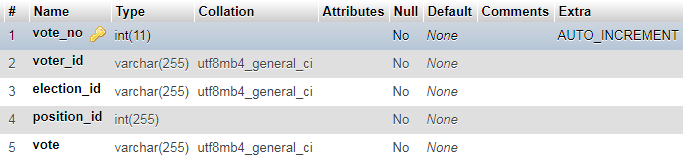 # Name Type Collation Attributes Null Default Comments Extra
1 vote_no int(11) No None AUTO_INCREMENT
2 voter_id varchar(255) utf8mb4_general_ci No None
3 election_id varchar(255) utf8mb4_general_ci No None
4 position_id int(255) No None
5 vote varchar(255) utf8mb4_general_ci No None